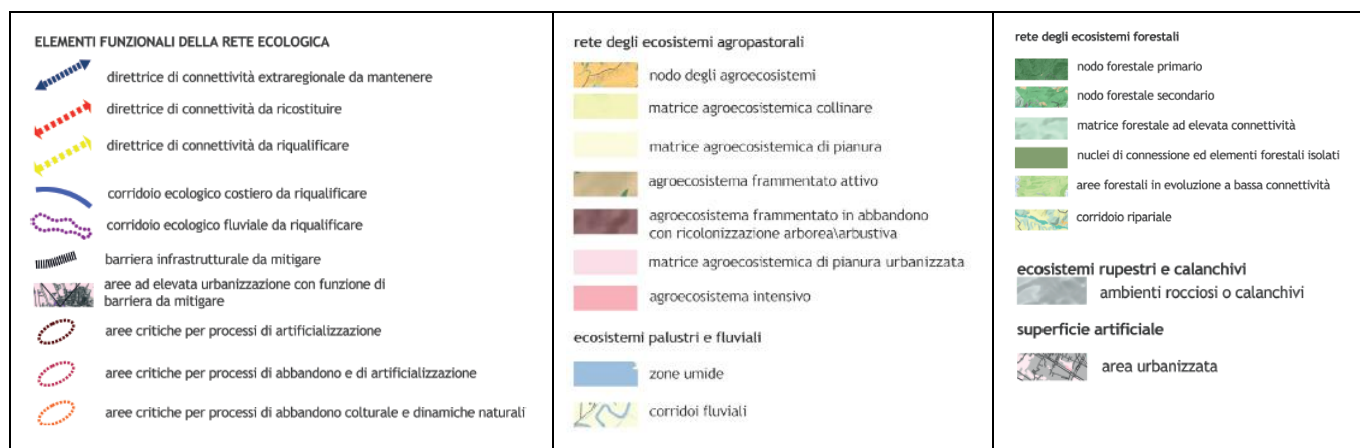 ELEMENTI FUNZIONALI DELLA RETE ECOLOGICA
direttrice di connettività extraregionale da mantenere
direttrice di connettività da ricostituire
direttrice di connettività da riqualificare
corridoio ecologico costiero da riqualificare
corridoio ecologico fluviale da riqualificare
barriera infrastrutturale da mitigare
aree ad elevata urbanizzazione con funzione di
barriera da mitigare
aree critiche per processi di artificializzazione
aree critiche per processi di abbandono e di artificializzazione
aree critiche per processi di abbandono colturale e dinamiche naturali
rete degli ecosistemi agropastorali
nodo degli agroecosistemi
matrice agroecosistemica collinare
matrice agroecosistemica di pianura
agroecosistema frammentato attivo
agroecosistema frammentato in abbandono
con ricolonizzazione arborea\arbustiva
matrice agroecosistemica di pianura urbanizzata
agroecosistema intensivo
ecosistemi palustri e fluviali
zone umide
corridoi fluviali
rete degli ecosistemi forestali
nodo forestale primario
nodo forestale secondario
matrice forestale ad elevata connettività
nuclei di connessione ed elementi forestali isolati
aree forestali in evoluzione a bassa connettività
corridoio ripariale
ecosistemi rupestri e calanchivi
ambienti rocciosi o calanchivi
superficie artificiale
area urbanizzata